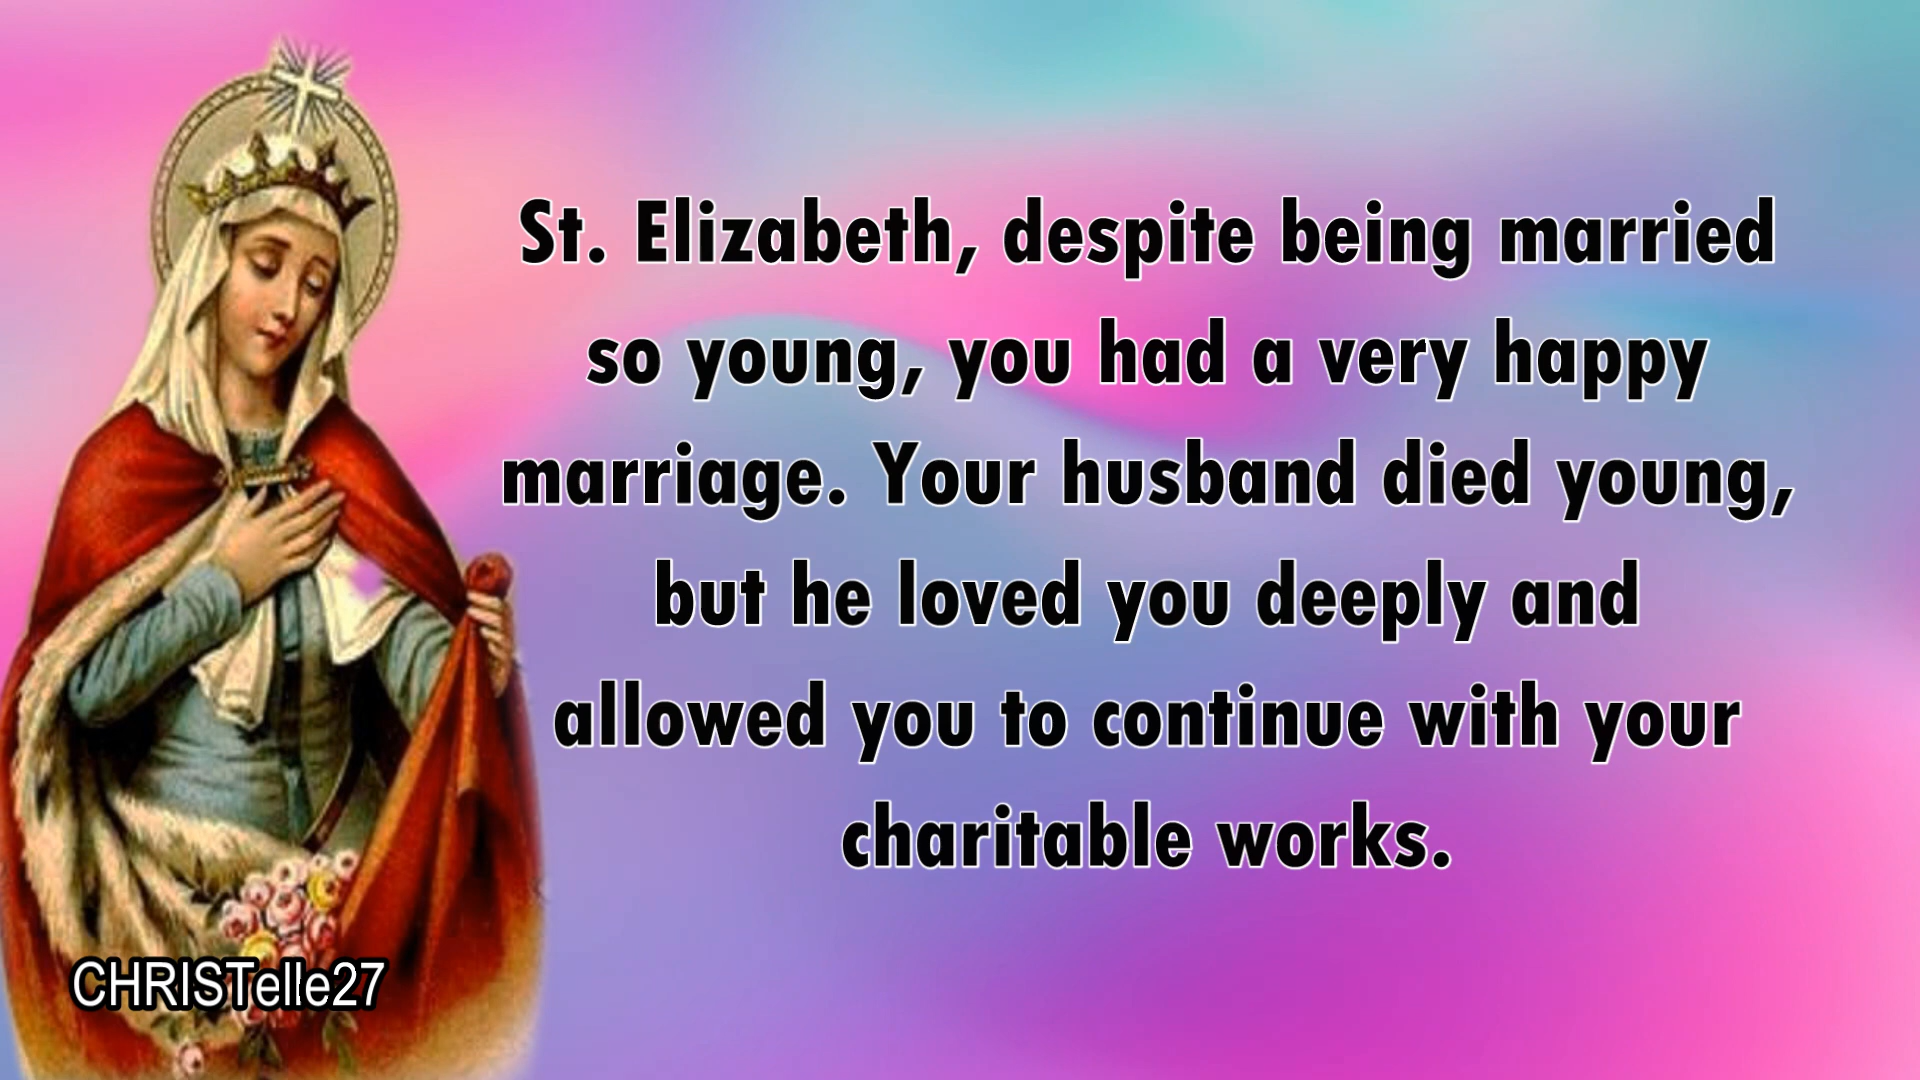 St. Elizabeth, despite being married
so young, you had a very happy
marriage. Your husband died young,
but he loved you deeply and
allowed you to continue with your
charitable works.
CHRISTelle27